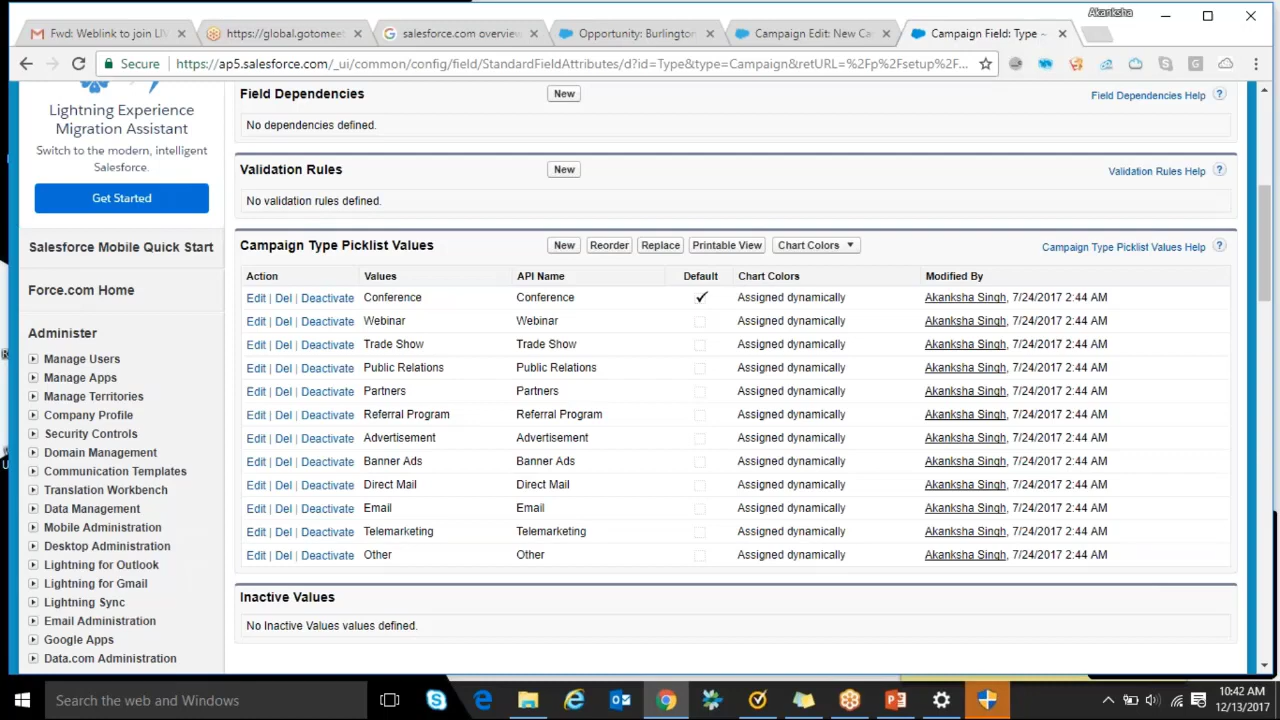 Akanksha
Fwd: Weblink to join LIV
https://global.gotomeet
salesforce.com overview
Opportunity: Burlington
Campaign Edit: New Ca
Campaign Field: Type ~
Secure https://ap5.salesforce.com/_ui/common/config/field/StandardFieldAttributes/d?id=Type&type=Campaign&retURL=%2Fp%2Fsetup%2F...
Lightning Experience
Migration Assistant
Switch to the modern, intelligent
Salesforce.
Get Started
Salesforce Mobile Quick Start
Force.com Home
Administer
Manage Users
Manage Apps
Manage Territories
Company Profile
Security Controls
Domain Management
Communication Templates
Translation Workbench
Data Management
Mobile Administration
Desktop Administration
Lightning for Outlook
Lightning for Gmail
Lightning Sync
Email Administration
Google Apps
Data.com Administration
Field Dependencies New Field Dependencies Help ?
No dependencies defined.
Validation Rules New Validation Rules Help ?
No validation rules defined.
Campaign Type Picklist Values New Reorder Replace Printable View Chart Colors Campaign Type Picklist Values Help ?
Action Values API Name Default Chart Colors Modified By
Edit | Del | Deactivate Conference Conference Assigned dynamically Akanksha Singh, 7/24/2017 2:44 AM
Edit | Del | Deactivate Webinar Webinar Assigned dynamically Akanksha Singh, 7/24/2017 2:44 AM
Edit | Del | Deactivate Trade Show Trade Show Assigned dynamically Akanksha Singh, 7/24/2017 2:44 AM
Edit | Del | Deactivate Public Relations Public Relations Assigned dynamically Akanksha Singh, 7/24/2017 2:44 AM
Edit | Del | Deactivate Partners Partners Assigned dynamically Akanksha Singh, 7/24/2017 2:44 AM
Edit | Del | Deactivate Referral Program Referral Program Assigned dynamically Akanksha Singh, 7/24/2017 2:44 AM
Edit | Del | Deactivate Advertisement Advertisement Assigned dynamically Akanksha Singh, 7/24/2017 2:44 AM
Edit | Del | Deactivate Banner Ads Banner Ads Assigned dynamically Akanksha Singh, 7/24/2017 2:44 AM
Edit | Del | Deactivate Direct Mail Direct Mail Assigned dynamically Akanksha Singh, 7/24/2017 2:44 AM
Edit | Del | Deactivate Email Email Assigned dynamically Akanksha Singh, 7/24/2017 2:44 AM
Edit | Del | Deactivate Telemarketing Telemarketing Assigned dynamically Akanksha Singh, 7/24/2017 2:44 AM
Edit | Del | Deactivate Other Other Assigned dynamically Akanksha Singh, 7/24/2017 2:44 AM
Inactive Values
No Inactive Values values defined.
Search the web and Windows
10:42 AM
12/13/2017